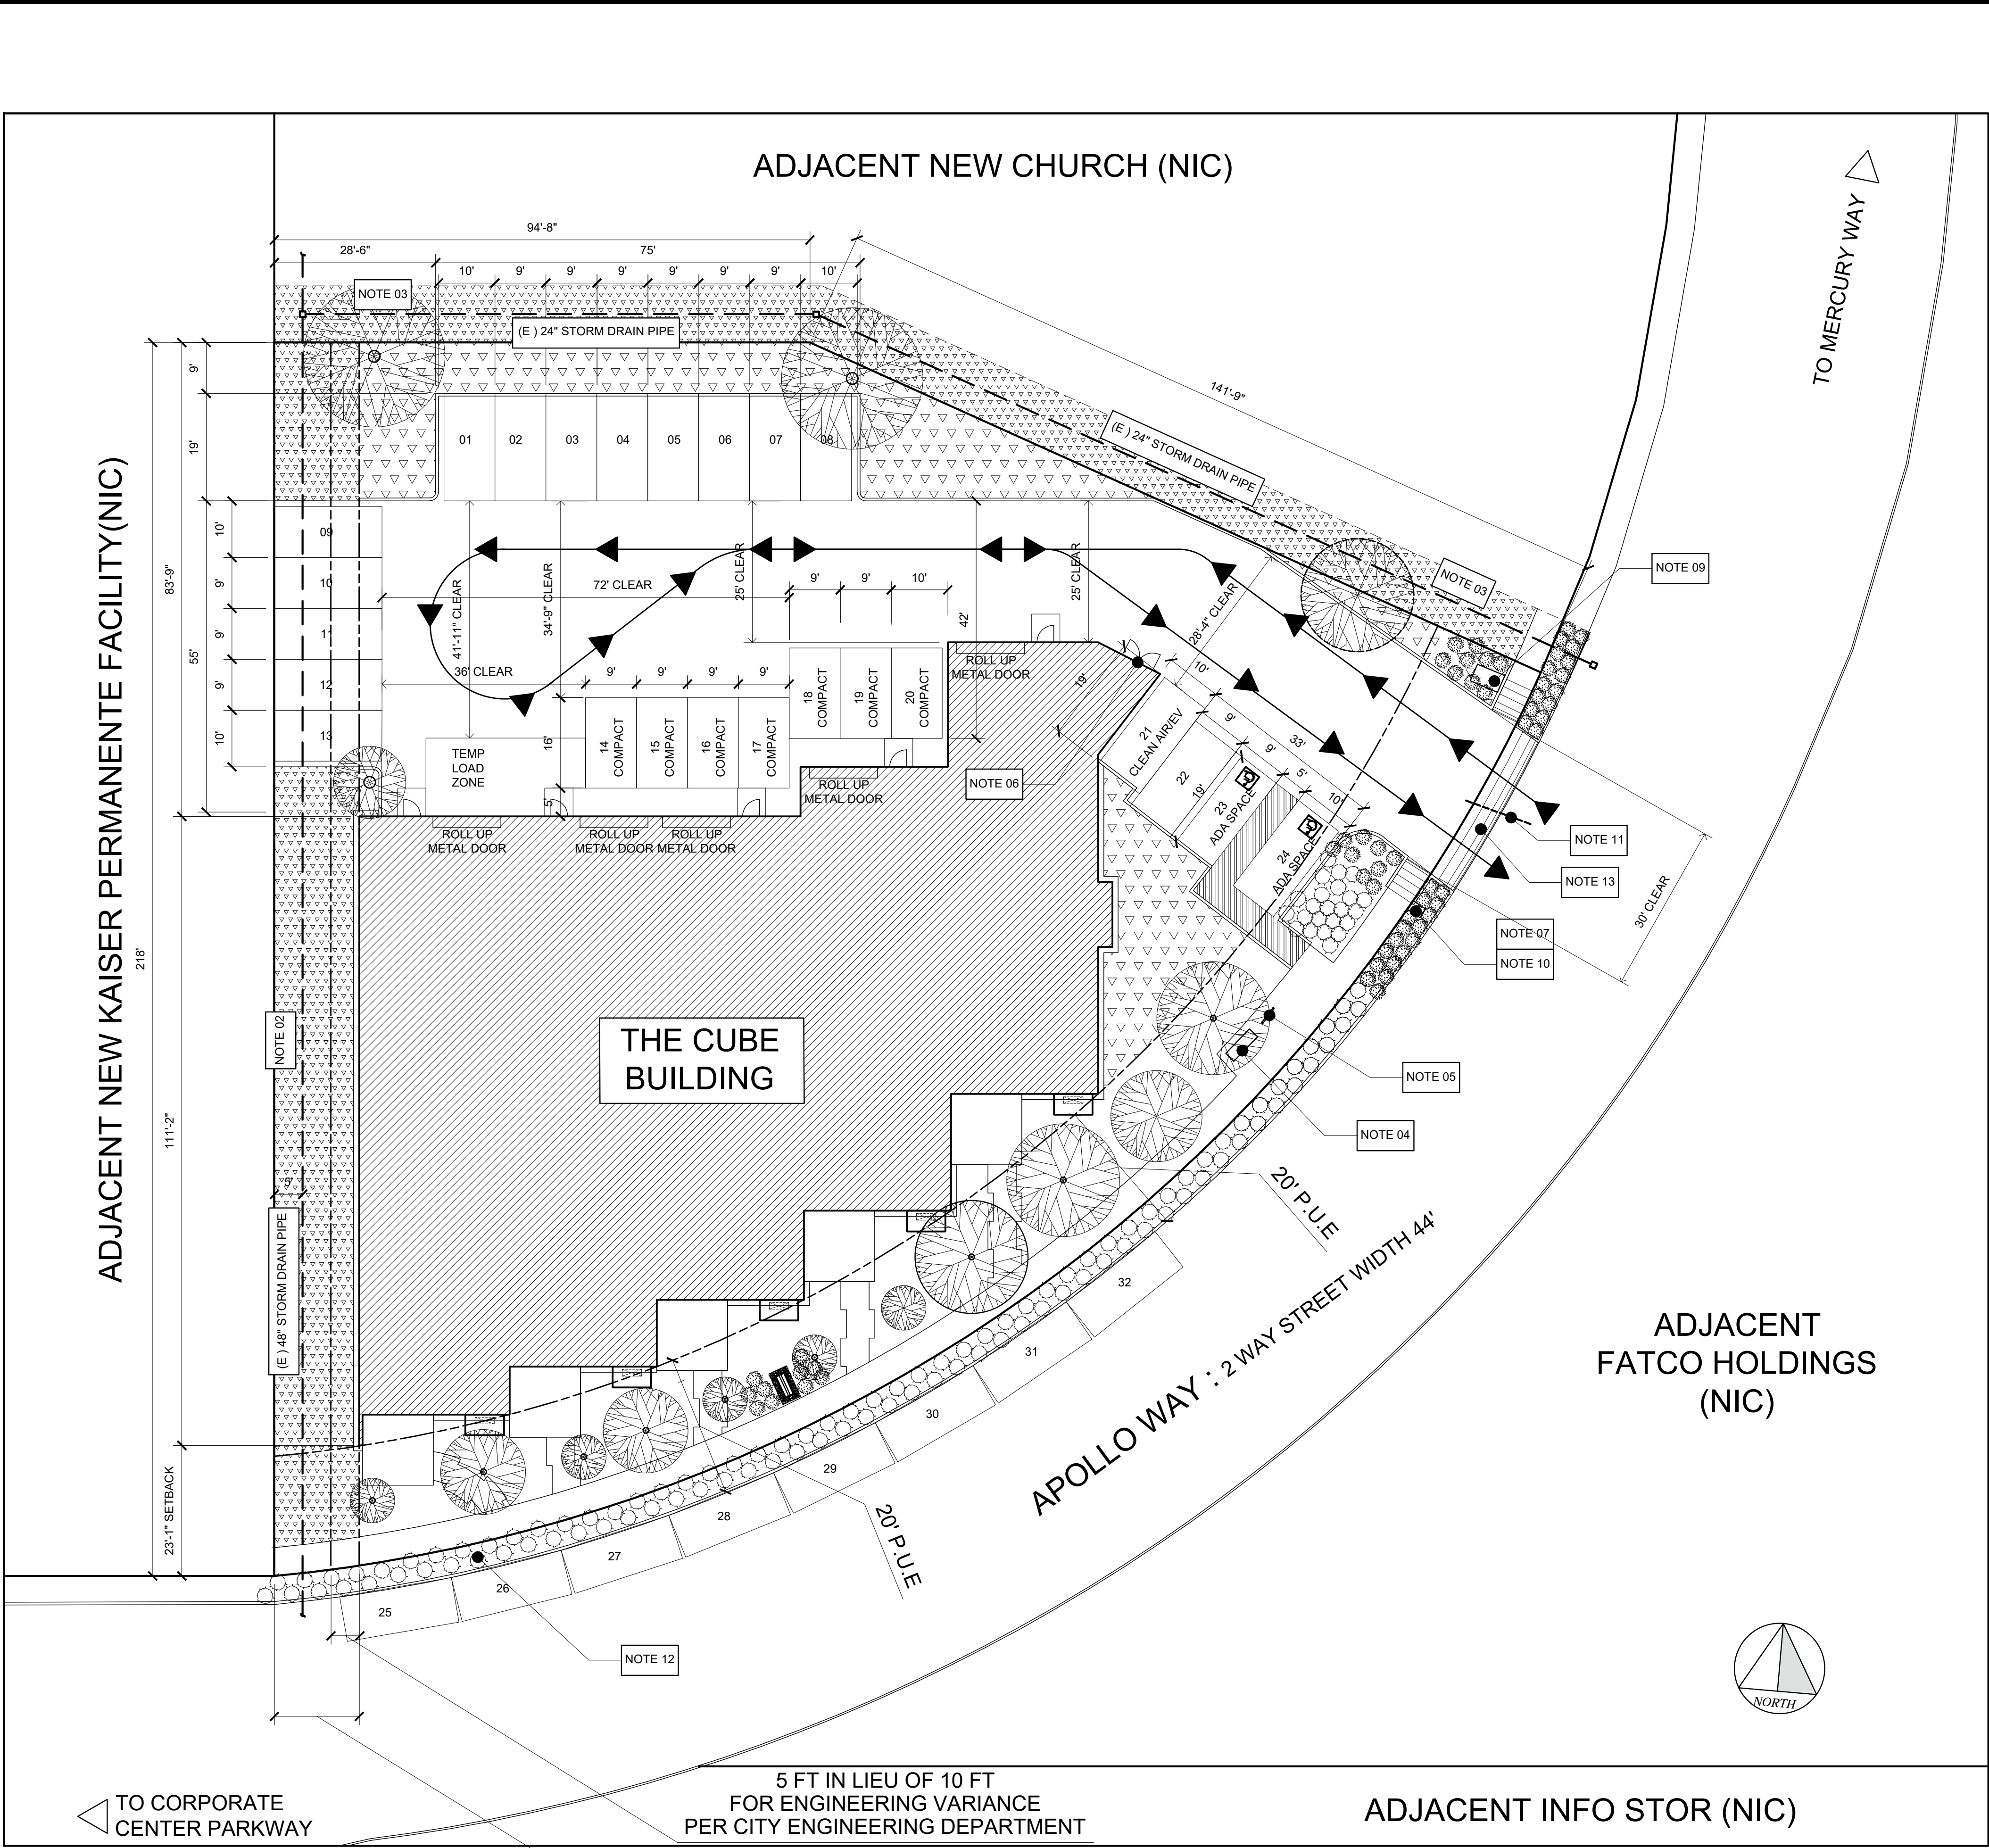 ADJACENT NEW CHURCH (NIC)
TO MERCURY WAY
94'-8"
28'-6"
75'
10'
9'
9'
9'
9'
9'
9'
10'
NOTE 03
(E ) 24" STORM DRAIN PIPE
141'-9"
(E ) 24" STORM DRAIN PIPE
NOTE 03
NOTE 09
ADJACENT NEW KAISER PERMANENTE FACILITY(NIC)
218'
83'-9"
111'-2"
23'-1" SETBACK
9'
19'
55'
10'
9'
9'
9'
10'
01
02
03
04
05
06
07
08
09
10
11
12
13
41'-11" CLEAR
34'-9" CLEAR
72' CLEAR
36' CLEAR
25' CLEAR
25' CLEAR
42'
28'-4" CLEAR
9'
9'
10'
9'
9'
9'
9'
16'
5'
TEMP
LOAD
ZONE
14
COMPACT
15
COMPACT
16
COMPACT
17
COMPACT
18
COMPACT
19
COMPACT
20
COMPACT
ROLL UP
METAL DOOR
ROLL UP
METAL DOOR
ROLL UP
METAL DOOR
ROLL UP
METAL DOOR
ROLL UP
METAL DOOR
NOTE 06
19'
10'
9'
33'
9'
5'
10'
21
CLEAN AIR/EV
22
19'
23
ADA SPACE
24
ADA SPACE
NOTE 11
NOTE 13
30' CLEAR
NOTE 07
NOTE 10
NOTE 05
NOTE 04
THE CUBE
BUILDING
NOTE 02
5'
(E ) 48" STORM DRAIN PIPE
20' P.U.E
20' P.U.E
APOLLO WAY : 2 WAY STREET WIDTH 44'
25
26
27
28
29
30
31
32
NOTE 12
ADJACENT
FATCO HOLDINGS
(NIC)
NORTH
TO CORPORATE
CENTER PARKWAY
5 FT IN LIEU OF 10 FT
FOR ENGINEERING VARIANCE
PER CITY ENGINEERING DEPARTMENT
ADJACENT INFO STOR (NIC)